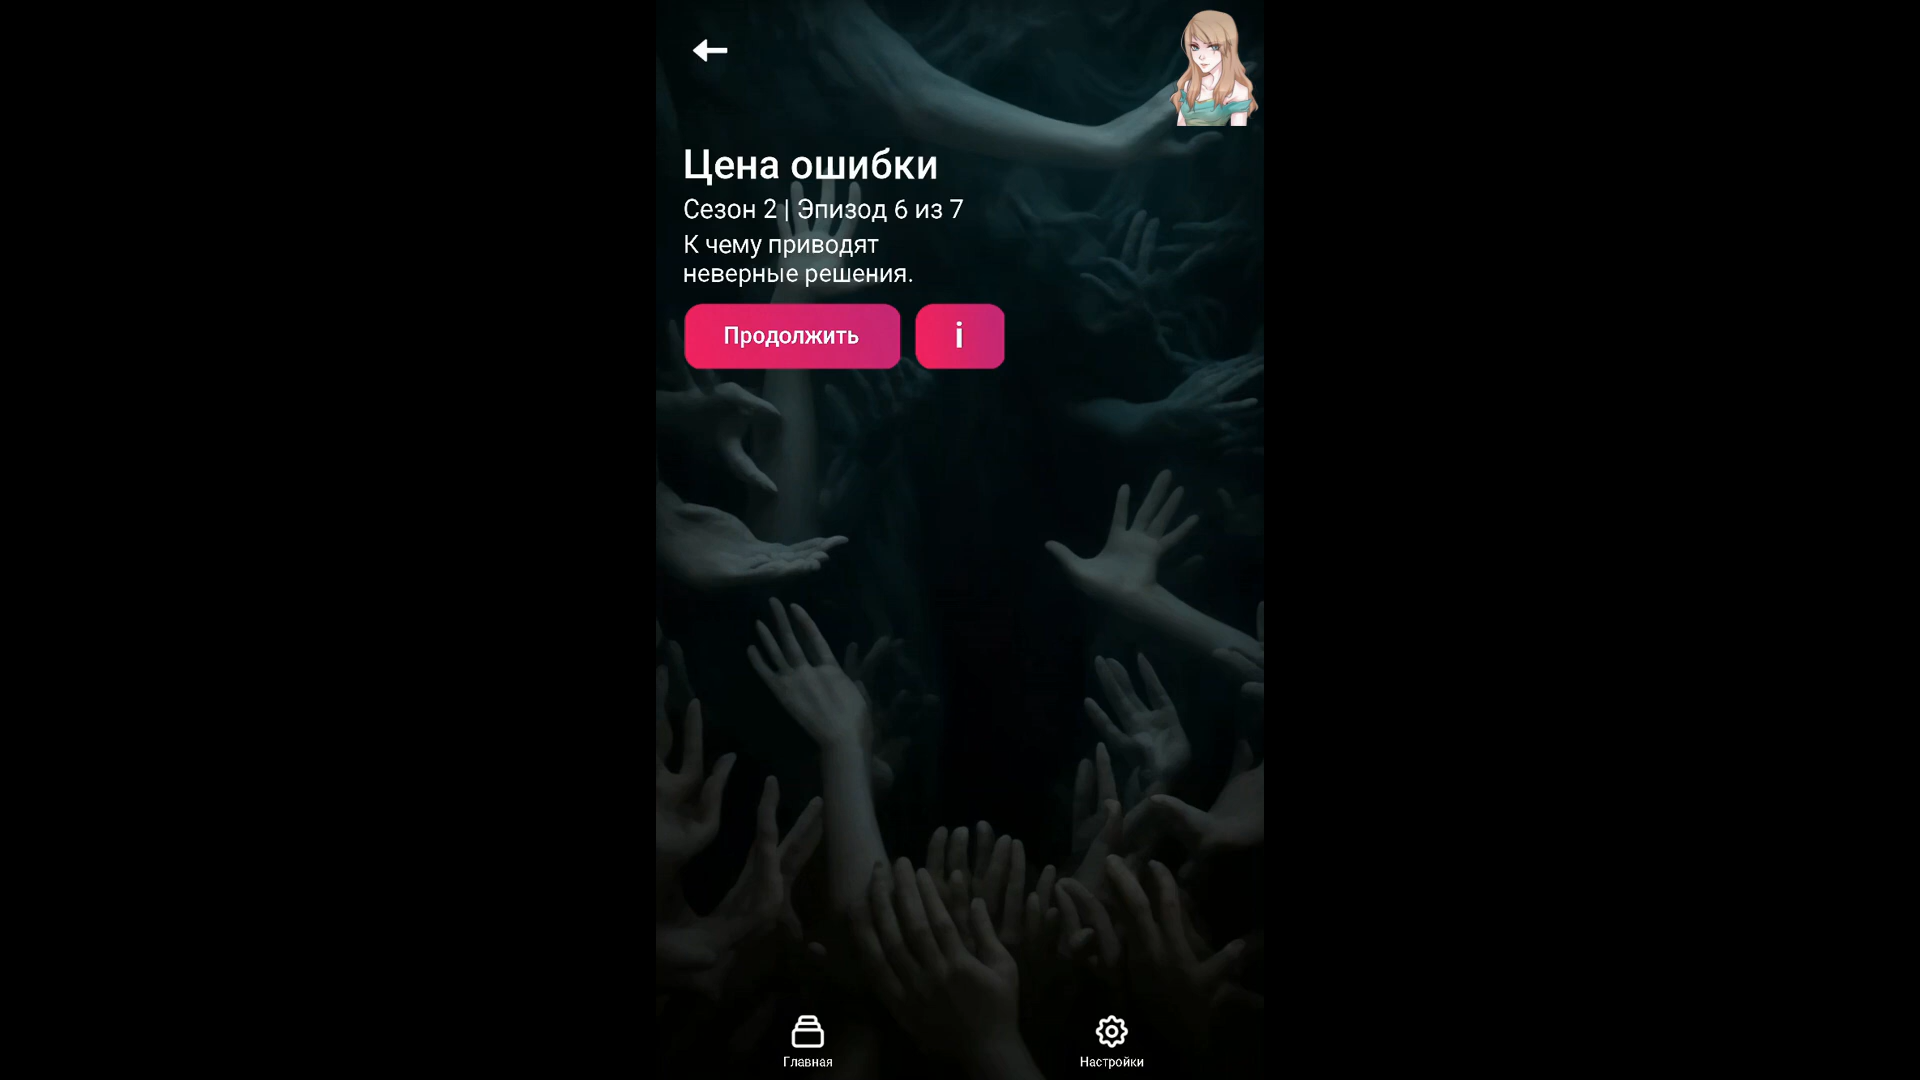 Цена ошибки
Сезон 2 | Эпизод 6 из 7
К чему приводят
неверные решения.
Продолжить
i
Главная
Настройки